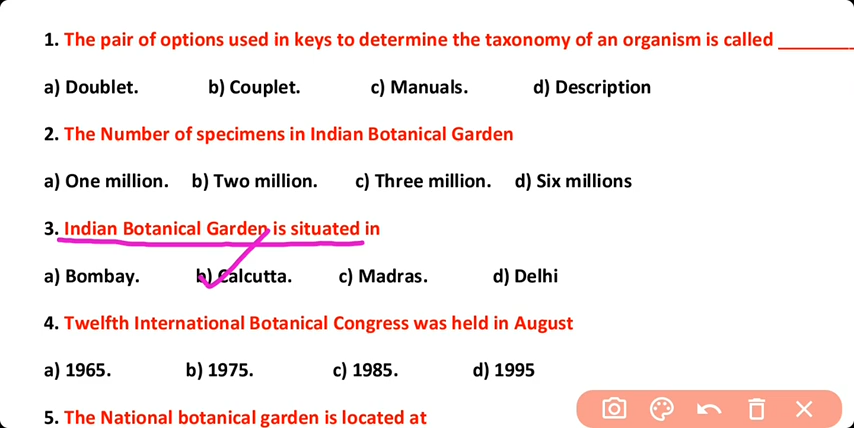 1. The pair of options used in keys to determine the taxonomy of an organism is called ________
a) Doublet. b) Couplet. c) Manuals. d) Description
2. The Number of specimens in Indian Botanical Garden
a) One million. b) Two million. c) Three million. d) Six millions
3. Indian Botanical Garden is situated in
a) Bombay. b) Calcutta. c) Madras. d) Delhi
4. Twelfth International Botanical Congress was held in August
a) 1965. b) 1975. c) 1985. d) 1995
5. The National botanical garden is located at